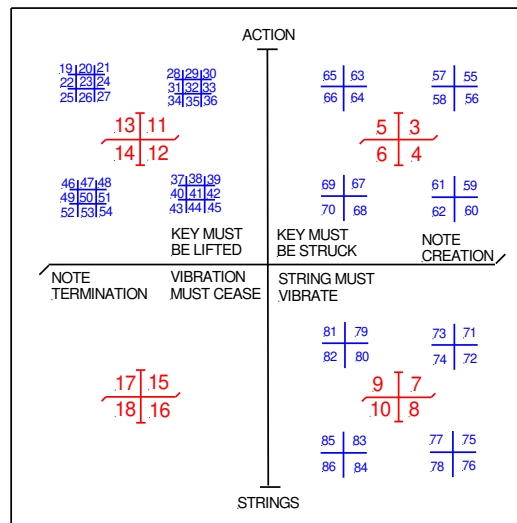 ACTION
19 20 21
22 23 24
25 26 27
28 29 30
31 32 33
34 35 36
65 63
66 64
57 55
58 56
13 11
14 12
5 3
6 4
46 47 48
49 50 51
52 53 54
37 38 39
40 41 42
43 44 45
69 67
70 68
61 59
62 60
KEY MUST
BE LIFTED
KEY MUST
BE STRUCK
NOTE
CREATION
NOTE
TERMINATION
VIBRATION
MUST CEASE
STRING MUST
VIBRATE
81 79
82 80
73 71
74 72
17 15
18 16
9 7
10 8
85 83
86 84
77 75
78 76
STRINGS